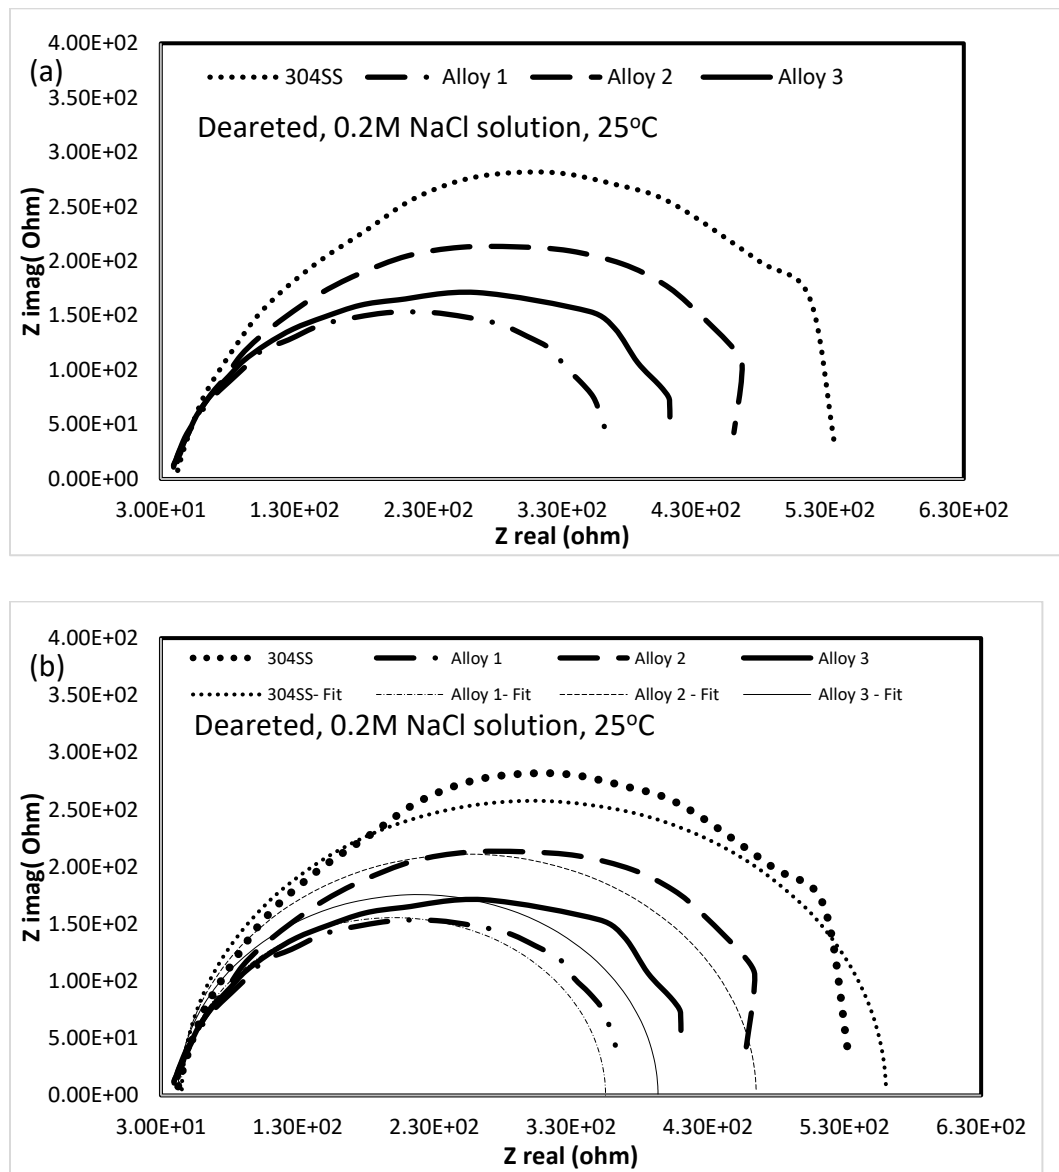 4.00E+02
(a)
304SS Alloy 1 Alloy 2 Alloy 3
3.50E+02
Deareted, 0.2M NaCl solution, 25oC
3.00E+02
2.50E+02
2.00E+02
1.50E+02
1.00E+02
5.00E+01
0.00E+00
Z imag( Ohm)
3.00E+01 1.30E+02 2.30E+02 3.30E+02 4.30E+02 5.30E+02 6.30E+02
Z real (ohm)
4.00E+02
(b)
304SS Alloy 1 Alloy 2 Alloy 3
304SS- Fit Alloy 1- Fit Alloy 2 - Fit Alloy 3 - Fit
3.50E+02
Deareted, 0.2M NaCl solution, 25oC
3.00E+02
2.50E+02
2.00E+02
1.50E+02
1.00E+02
5.00E+01
0.00E+00
Z imag( Ohm)
3.00E+01 1.30E+02 2.30E+02 3.30E+02 4.30E+02 5.30E+02 6.30E+02
Z real (ohm)